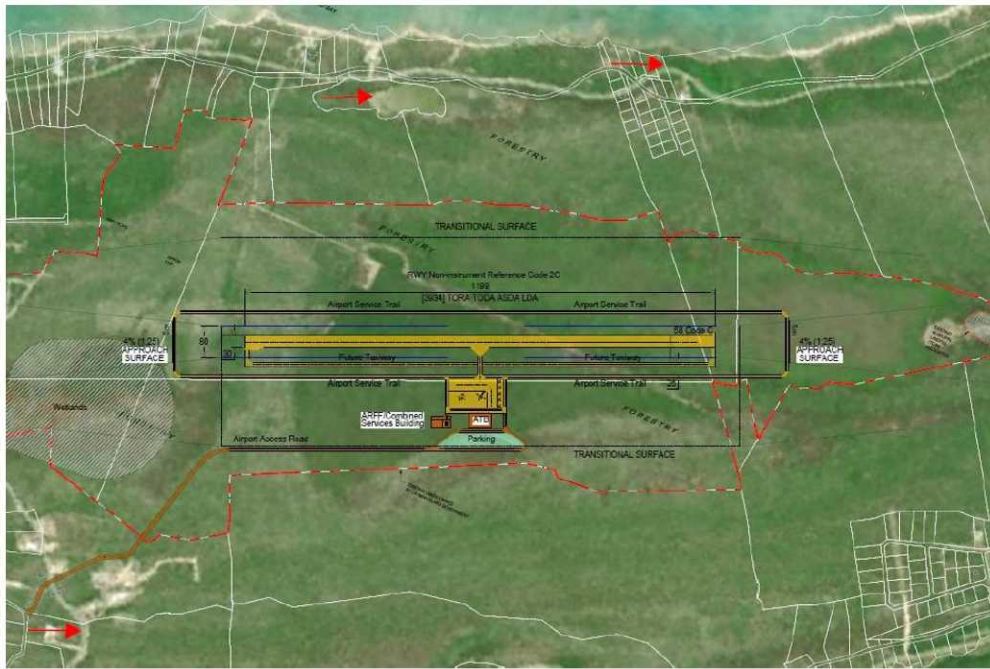 BAY
FORESTRY
TRANSITIONAL SURFACE
FORESTRY
RWY Non-instrument Reference Code 2C
1199
[3934] TORA TODA ASDA LDA
Airport Service Trail
Airport Service Trail
4% (1:25)
APPROACH
SURFACE
80
58 Code C
4% (1:25)
APPROACH
SURFACE
Future Taxiway
Future Taxiway
Airport Service Trail
Airport Service Trail
Wetlands
ARFF/Combined
Services Building
ATB
FORESTRY
Airport Access Road
Parking
TRANSITIONAL SURFACE